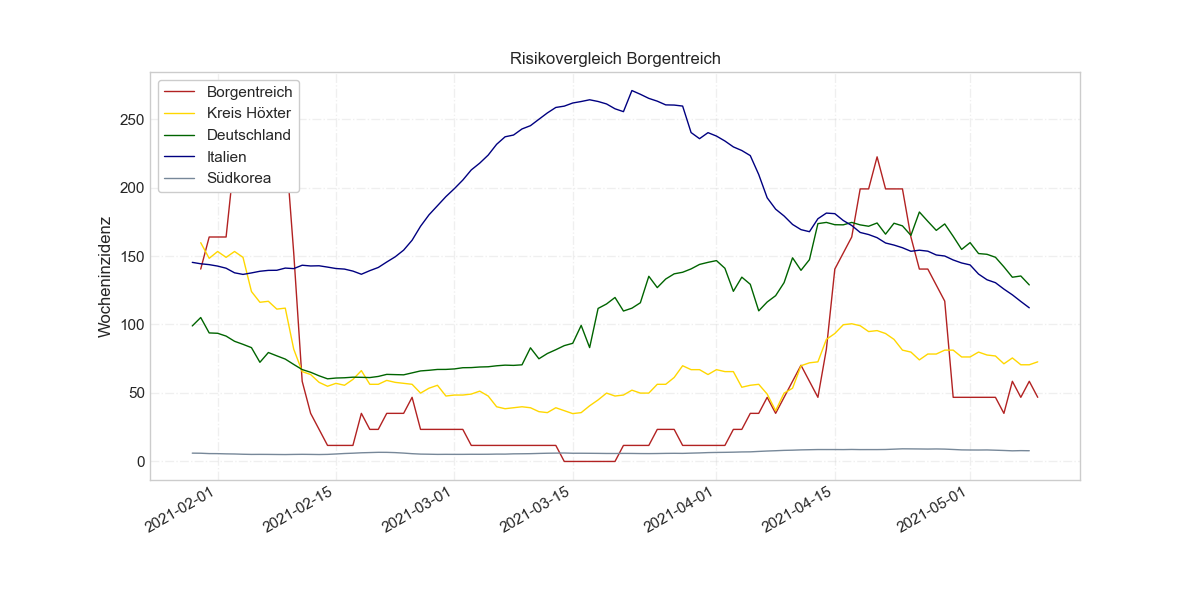 Risikovergleich Borgentreich
Borgentreich
Kreis Höxter
Deutschland
Italien
Südkorea
Wocheninzidenz
250
200
150
100
50
0
2021-02-01
2021-02-15
2021-03-01
2021-03-15
2021-04-01
2021-04-15
2021-05-01